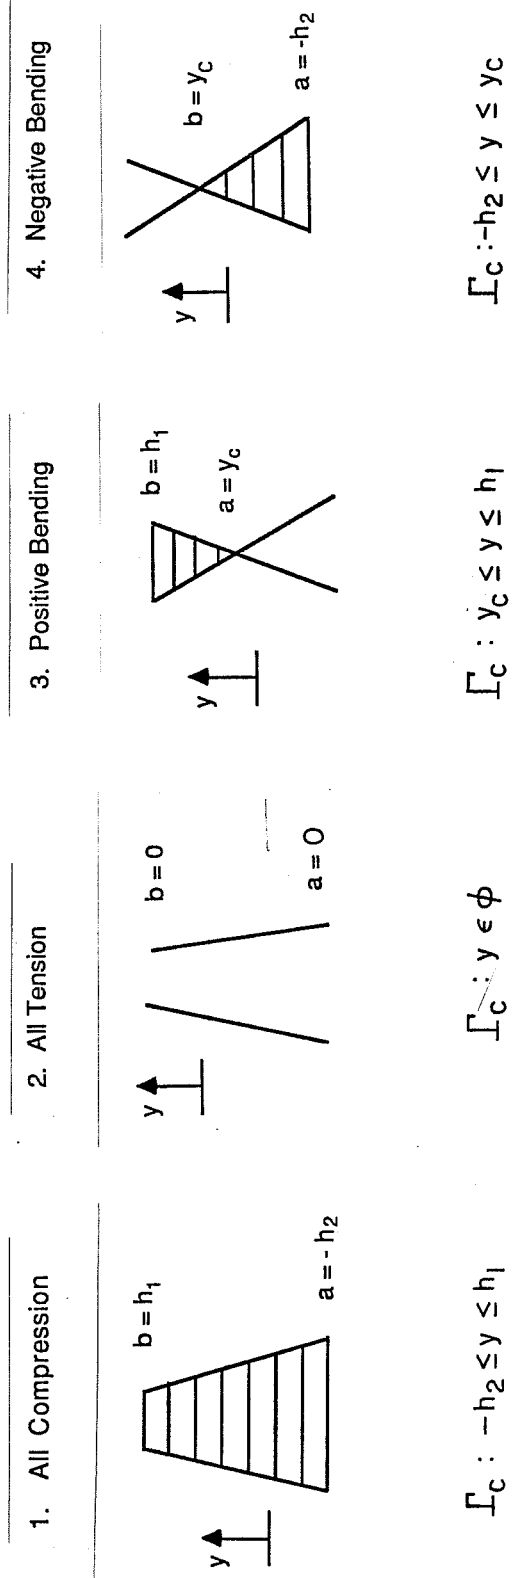 1. All Compression
y
b = h₁
a = - h₂
Γc : -h₂ ≤ y ≤ h₁
2. All Tension
y
b = 0
a = 0
Γc : y ϵ ϕ
3. Positive Bending
y
b = h₁
a = yc
Γc : yc ≤ y ≤ h₁
4. Negative Bending
y
b = yc
a = -h₂
Γc :-h₂ ≤ y ≤ yc